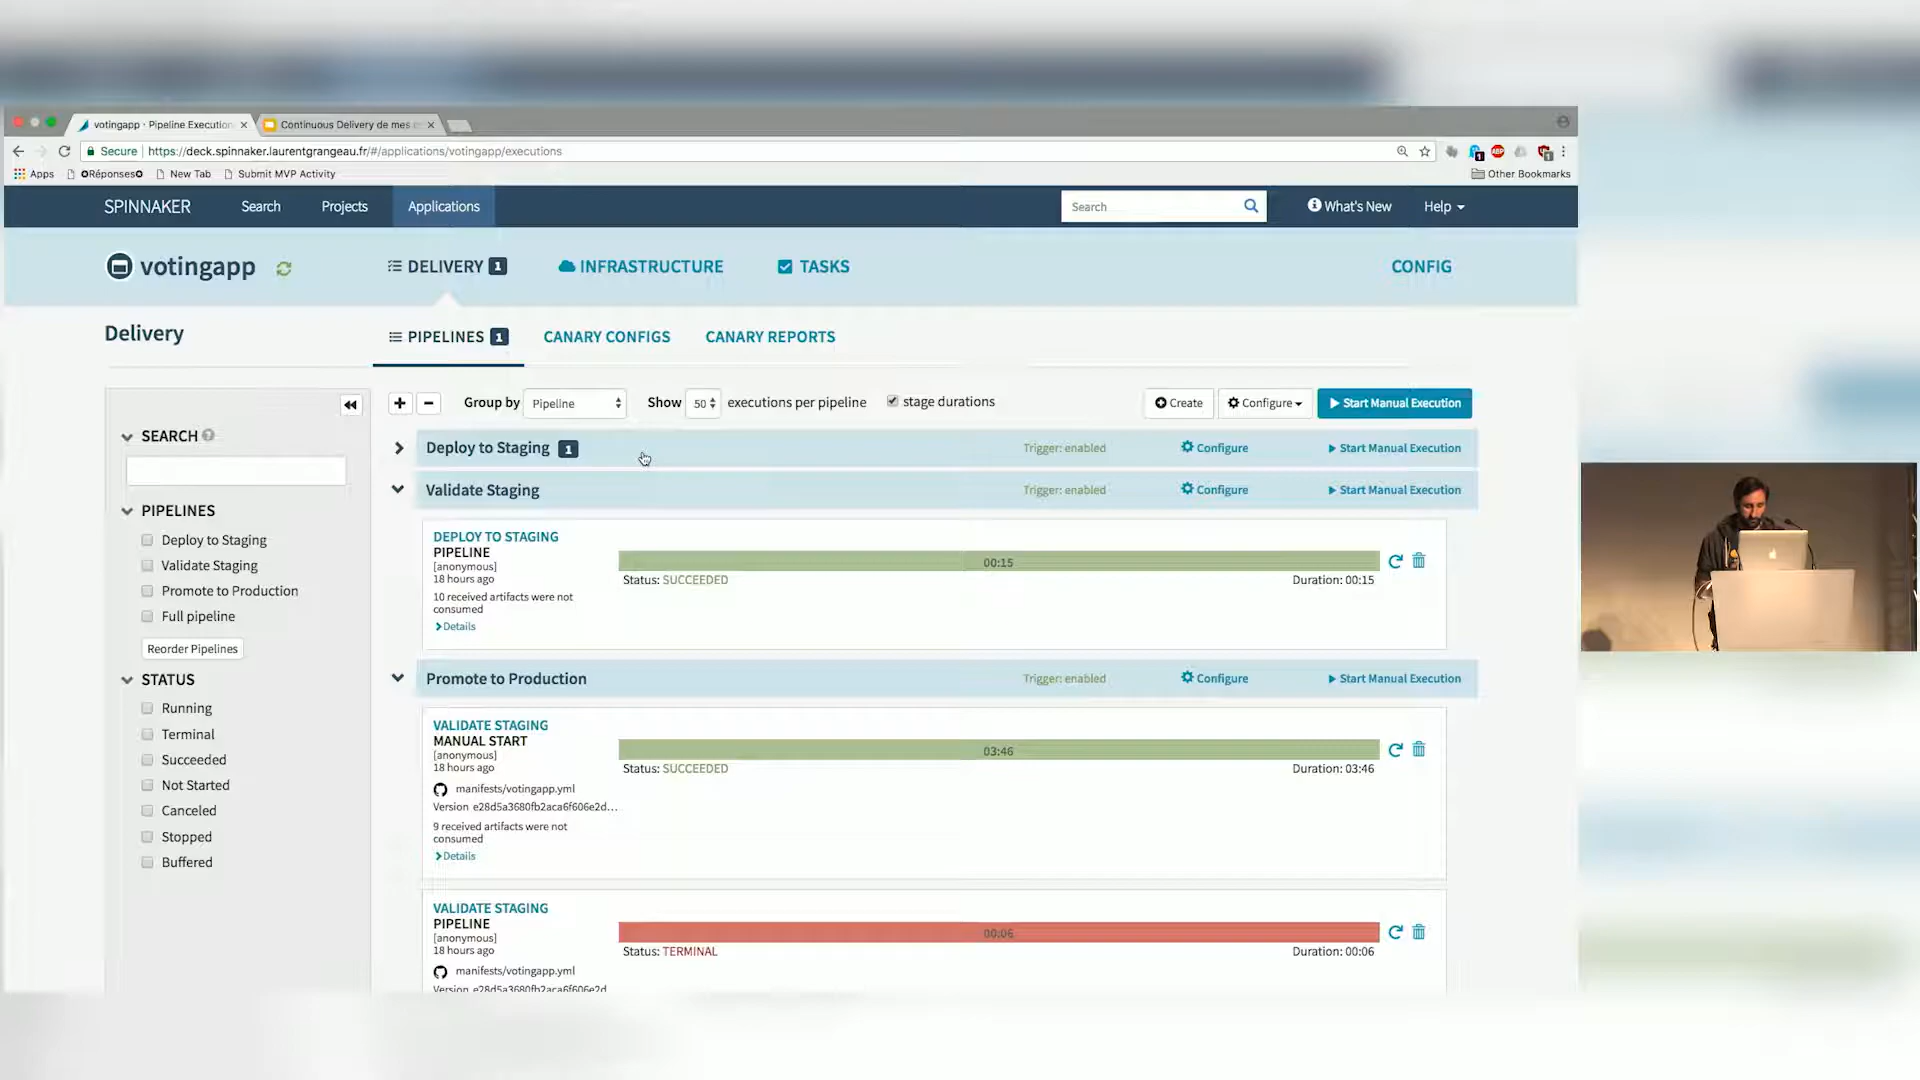 votingapp · Pipeline Execution
Continuous Delivery de mes
Secure
https://deck.spinnaker.laurentgrangeau.fr/#/applications/votingapp/executions
Apps
Réponses
New Tab
Submit MVP Activity
Other Bookmarks
SPINNAKER
Search
Projects
Applications
Search
What's New
Help
votingapp
DELIVERY 1
INFRASTRUCTURE
TASKS
CONFIG
Delivery
PIPELINES 1
CANARY CONFIGS
CANARY REPORTS
Group by
Pipeline
Show
50
executions per pipeline
stage durations
Create
Configure
Start Manual Execution
SEARCH
PIPELINES
Deploy to Staging
Validate Staging
Promote to Production
Full pipeline
Reorder Pipelines
STATUS
Running
Terminal
Succeeded
Not Started
Canceled
Stopped
Buffered
Deploy to Staging 1
Trigger: enabled
Configure
Start Manual Execution
Validate Staging
Trigger: enabled
Configure
Start Manual Execution
DEPLOY TO STAGING
PIPELINE
[anonymous]
18 hours ago
10 received artifacts were not
consumed
Details
00:15
Status: SUCCEEDED
Duration: 00:15
Promote to Production
Trigger: enabled
Configure
Start Manual Execution
VALIDATE STAGING
MANUAL START
[anonymous]
18 hours ago
manifests/votingapp.yml
Version e28d5a3680fb2aca6f606e2d...
9 received artifacts were not
consumed
Details
03:46
Status: SUCCEEDED
Duration: 03:46
VALIDATE STAGING
PIPELINE
[anonymous]
18 hours ago
manifests/votingapp.yml
Version e28d5a3680fb2aca6f606e2d
00:06
Status: TERMINAL
Duration: 00:06